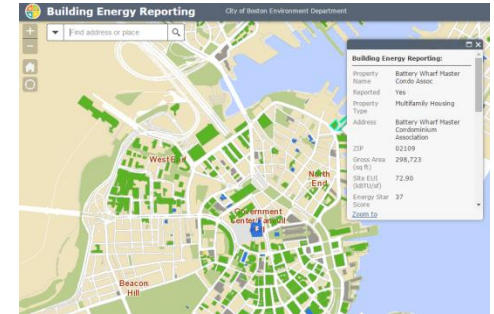 Building Energy Reporting
City of Boston Environment Department
Find address or place
Building Energy Reporting:
Property Name
Battery Wharf Master Condo Assoc
Reported
Yes
Property Type
Multifamily Housing
Address
Battery Wharf Master Condominium Association
ZIP
02109
Gross Area (sq ft)
298,723
Site EUI (kBTU/sf)
72.90
Energy Star Score
37
Zoom to
West End
North End
Government
Beacon Hill